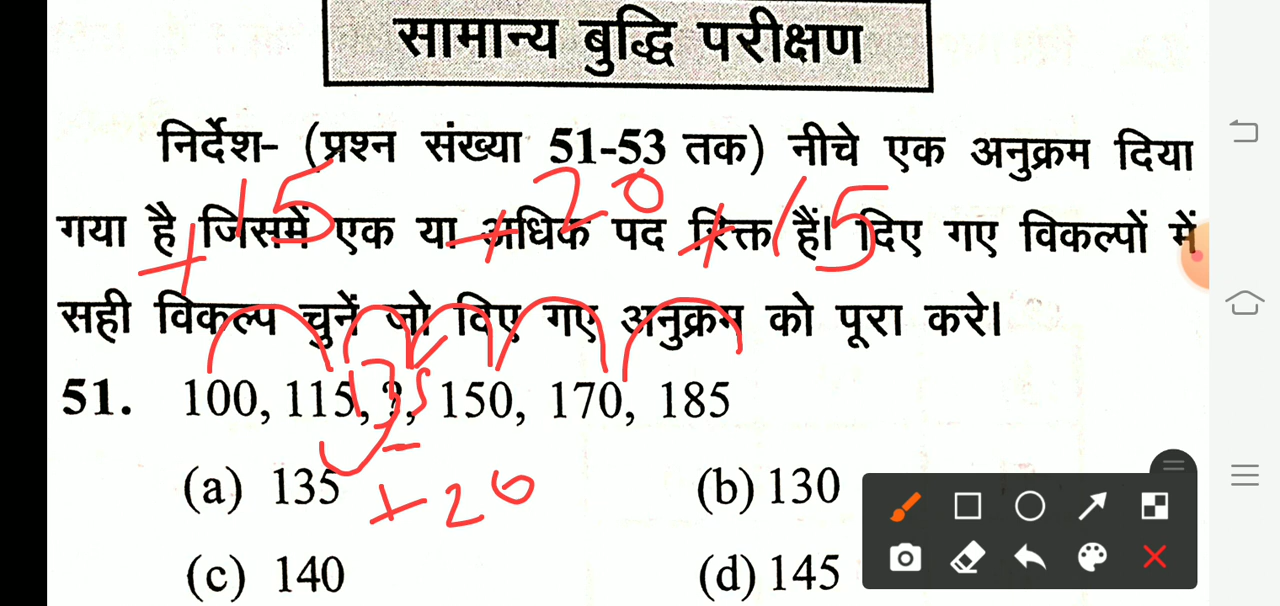 सामान्य बुद्धि परीक्षण
निर्देश- (प्रश्न संख्या 51-53 तक) नीचे एक अनुक्रम दिया
+15 +20 +15
गया है जिसमें एक या अधिक पद रिक्त हैं। दिए गए विकल्पों में
सही विकल्प चुनें जो दिए गए अनुक्रम को पूरा करे।
51. 100, 115, ?, 150, 170, 185
135
+20
(a) 135 (b) 130
(c) 140 (d) 145